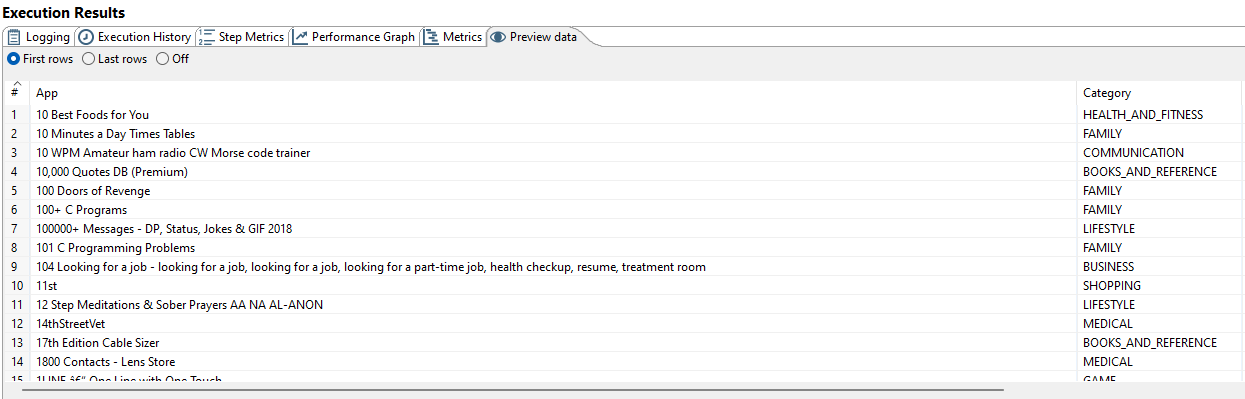 Execution Results
Logging Execution History Step Metrics Performance Graph Metrics Preview data
First rows Last rows Off
# App Category
1 10 Best Foods for You HEALTH_AND_FITNESS
2 10 Minutes a Day Times Tables FAMILY
3 10 WPM Amateur ham radio CW Morse code trainer COMMUNICATION
4 10,000 Quotes DB (Premium) BOOKS_AND_REFERENCE
5 100 Doors of Revenge FAMILY
6 100+ C Programs FAMILY
7 100000+ Messages - DP, Status, Jokes & GIF 2018 LIFESTYLE
8 101 C Programming Problems FAMILY
9 104 Looking for a job - looking for a job, looking for a job, looking for a part-time job, health checkup, resume, treatment room BUSINESS
10 11st SHOPPING
11 12 Step Meditations & Sober Prayers AA NA AL-ANON LIFESTYLE
12 14thStreetVet MEDICAL
13 17th Edition Cable Sizer BOOKS_AND_REFERENCE
14 1800 Contacts - Lens Store MEDICAL
15 1LINE â€“ One Line with One Touch GAME